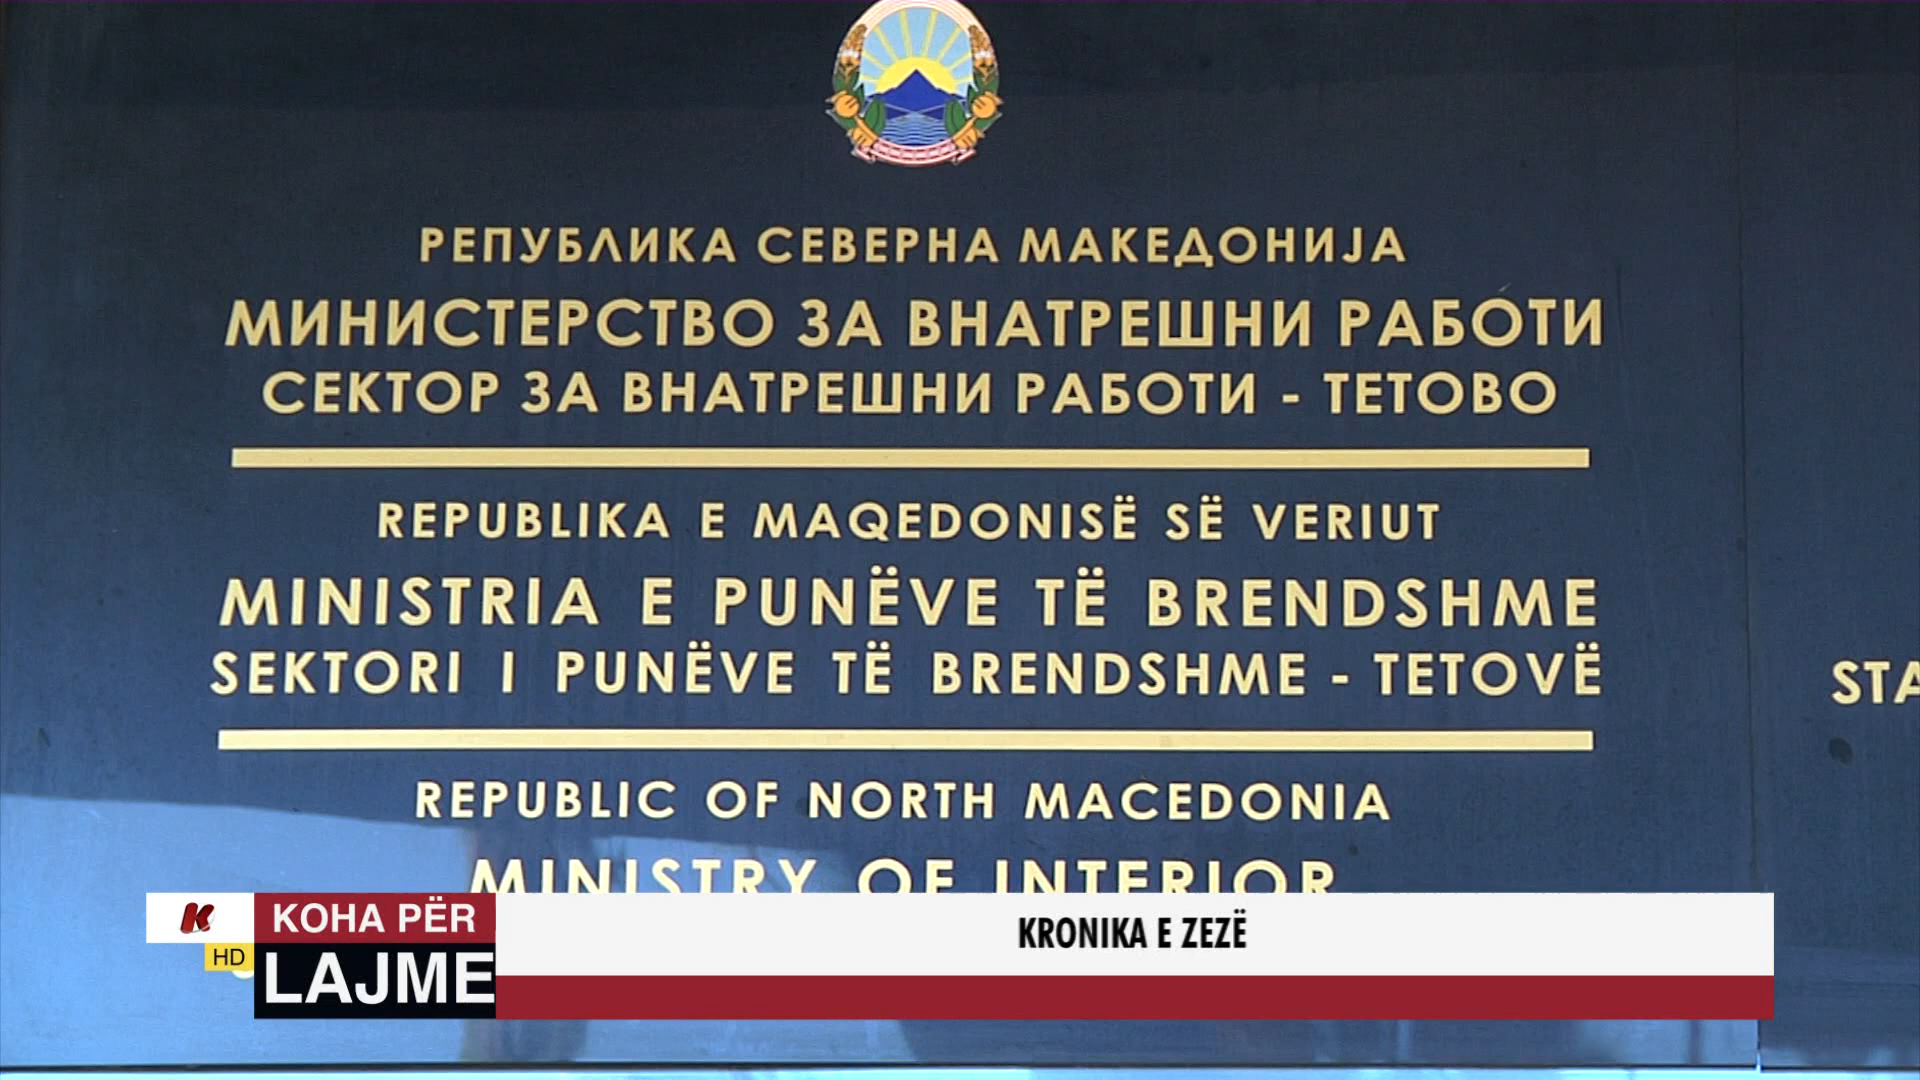 РЕПУБЛИКА СЕВЕРНА МАКЕДОНИЈА
МИНИСТЕРСТВО ЗА ВНАТРЕШНИ РАБОТИ
СЕКТОР ЗА ВНАТРЕШНИ РАБОТИ - ТЕТОВО
REPUBLIKA E MAQEDONISË SË VERIUT
MINISTRIA E PUNËVE TË BRENDSHME
SEKTORI I PUNËVE TË BRENDSHME - TETOVË
STA
REPUBLIC OF NORTH MACEDONIA
MINISTRY OF INTERIOR
K
HD
KOHA PËR
LAJME
KRONIKA E ZEZË